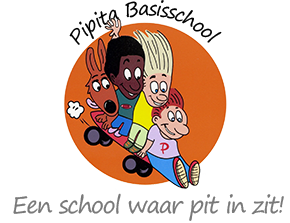 Pipita Basisschool
P
Een school waar pit in zit!